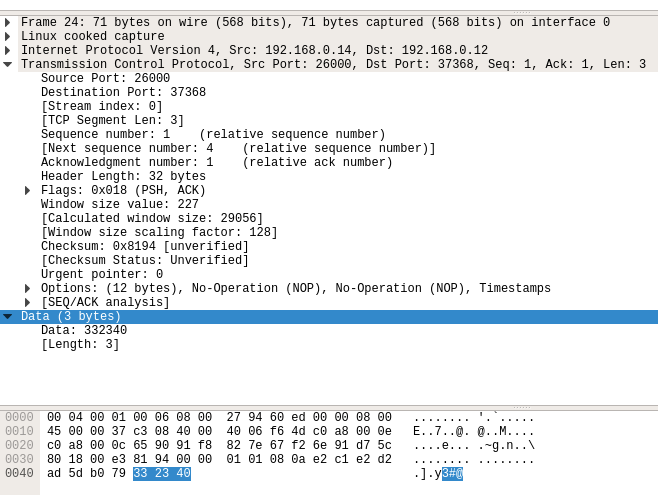 Frame 24: 71 bytes on wire (568 bits), 71 bytes captured (568 bits) on interface 0
Linux cooked capture
Internet Protocol Version 4, Src: 192.168.0.14, Dst: 192.168.0.12
Transmission Control Protocol, Src Port: 26000, Dst Port: 37368, Seq: 1, Ack: 1, Len: 3
Source Port: 26000
Destination Port: 37368
[Stream index: 0]
[TCP Segment Len: 3]
Sequence number: 1    (relative sequence number)
[Next sequence number: 4    (relative sequence number)]
Acknowledgment number: 1    (relative ack number)
Header Length: 32 bytes
Flags: 0x018 (PSH, ACK)
Window size value: 227
[Calculated window size: 29056]
[Window size scaling factor: 128]
Checksum: 0x8194 [unverified]
[Checksum Status: Unverified]
Urgent pointer: 0
Options: (12 bytes), No-Operation (NOP), No-Operation (NOP), Timestamps
[SEQ/ACK analysis]
Data (3 bytes)
Data: 332340
[Length: 3]
0000  00 04 00 01 00 06 08 00  27 94 60 ed 00 00 08 00   ........ '.`.....
0010  45 00 00 37 c3 08 40 00  40 06 f6 4d c0 a8 00 0e   E..7..@. @..M....
0020  c0 a8 00 0c 65 90 91 f8  82 7e 67 f2 6e 91 d7 5c   ....e... .~g.n..\
0030  80 18 00 e3 81 94 00 00  01 01 08 0a e2 c1 e2 d2   ........ ........
0040  ad 5d b0 79 33 23 40   .].y3#@